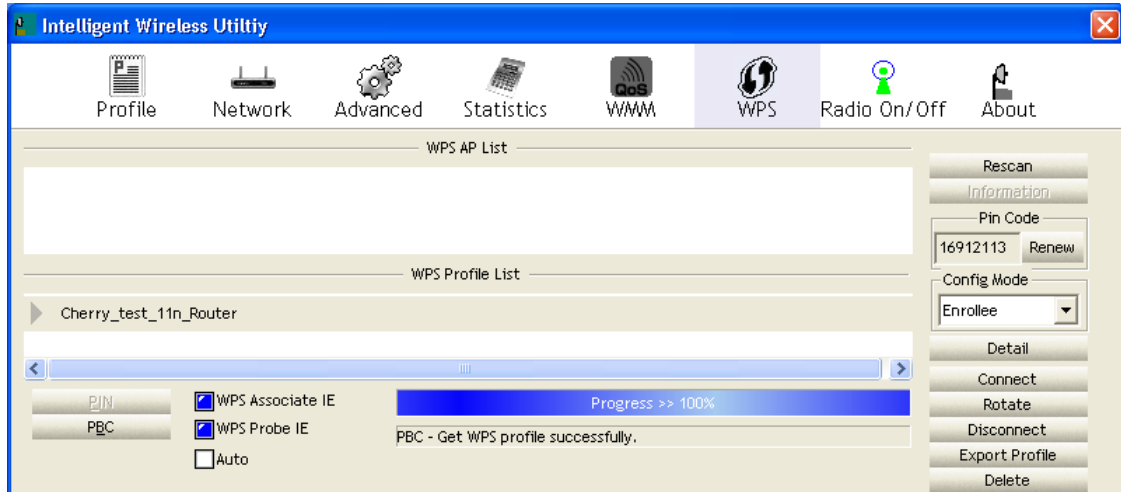 Intelligent Wireless Utiltiy
Profile Network Advanced Statistics QoS WMM WPS Radio On/Off About
WPS AP List
Rescan
Information
Pin Code
16912113 Renew
WPS Profile List
Config Mode
Cherry_test_11n_Router
Enrollee
Detail
Connect
PIN
WPS Associate IE
Progress >> 100%
Rotate
PBC
WPS Probe IE
PBC - Get WPS profile successfully.
Disconnect
Auto
Export Profile
Delete